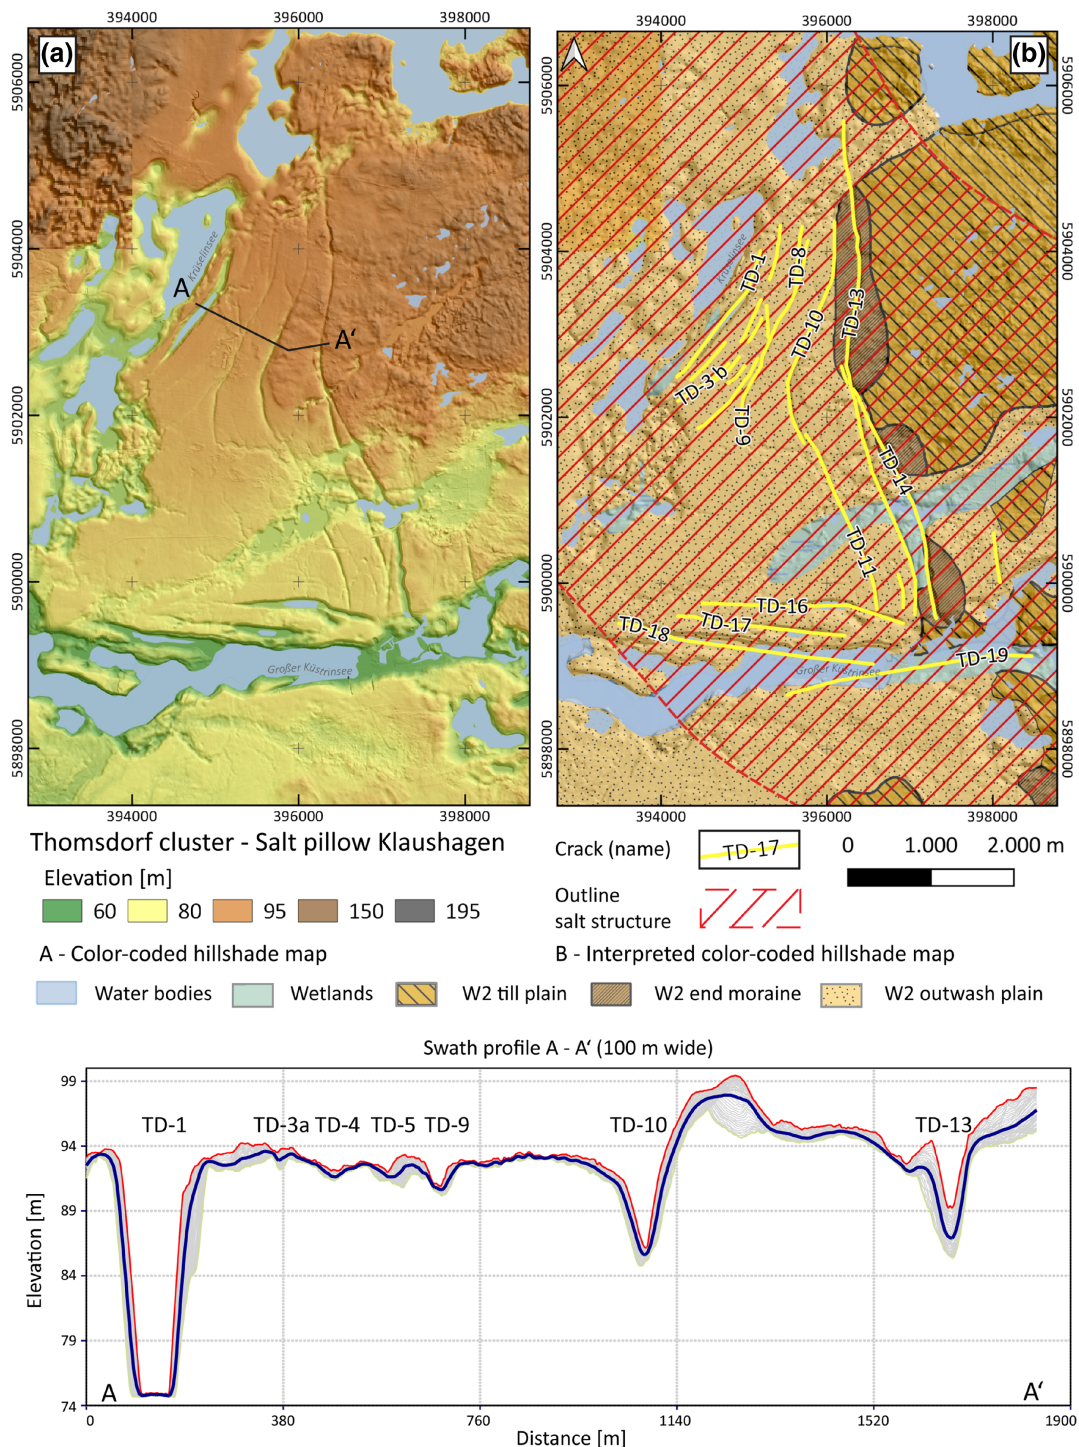 394000 396000 398000
394000 396000 398000
(a)
(b)
5906000
5904000
5902000
5900000
5898000
Krüselinsee
A
A‘
Großer Küstrinsee
5906000
5904000
5902000
5900000
5898000
Krüselinsee
TD-1
TD-8
TD-10
TD-13
TD-3 b
TD-9
TD-14
TD-11
TD-16
TD-17
TD-18
TD-19
Großer Küstrinsee
394000 396000 398000
394000 396000 398000
Thomsdorf cluster - Salt pillow Klaushagen
Elevation [m]
60 80 95 150 195
Crack (name) TD-17
0 1.000 2.000 m
Outline
salt structure
A - Color-coded hillshade map
B - Interpreted color-coded hillshade map
Water bodies Wetlands W2 till plain W2 end moraine W2 outwash plain
Swath profile A - A‘ (100 m wide)
99
94
89
84
79
74
Elevation [m]
TD-1 TD-3a TD-4 TD-5 TD-9 TD-10 TD-13
A A‘
0 380 760 1140 1520 1900
Distance [m]